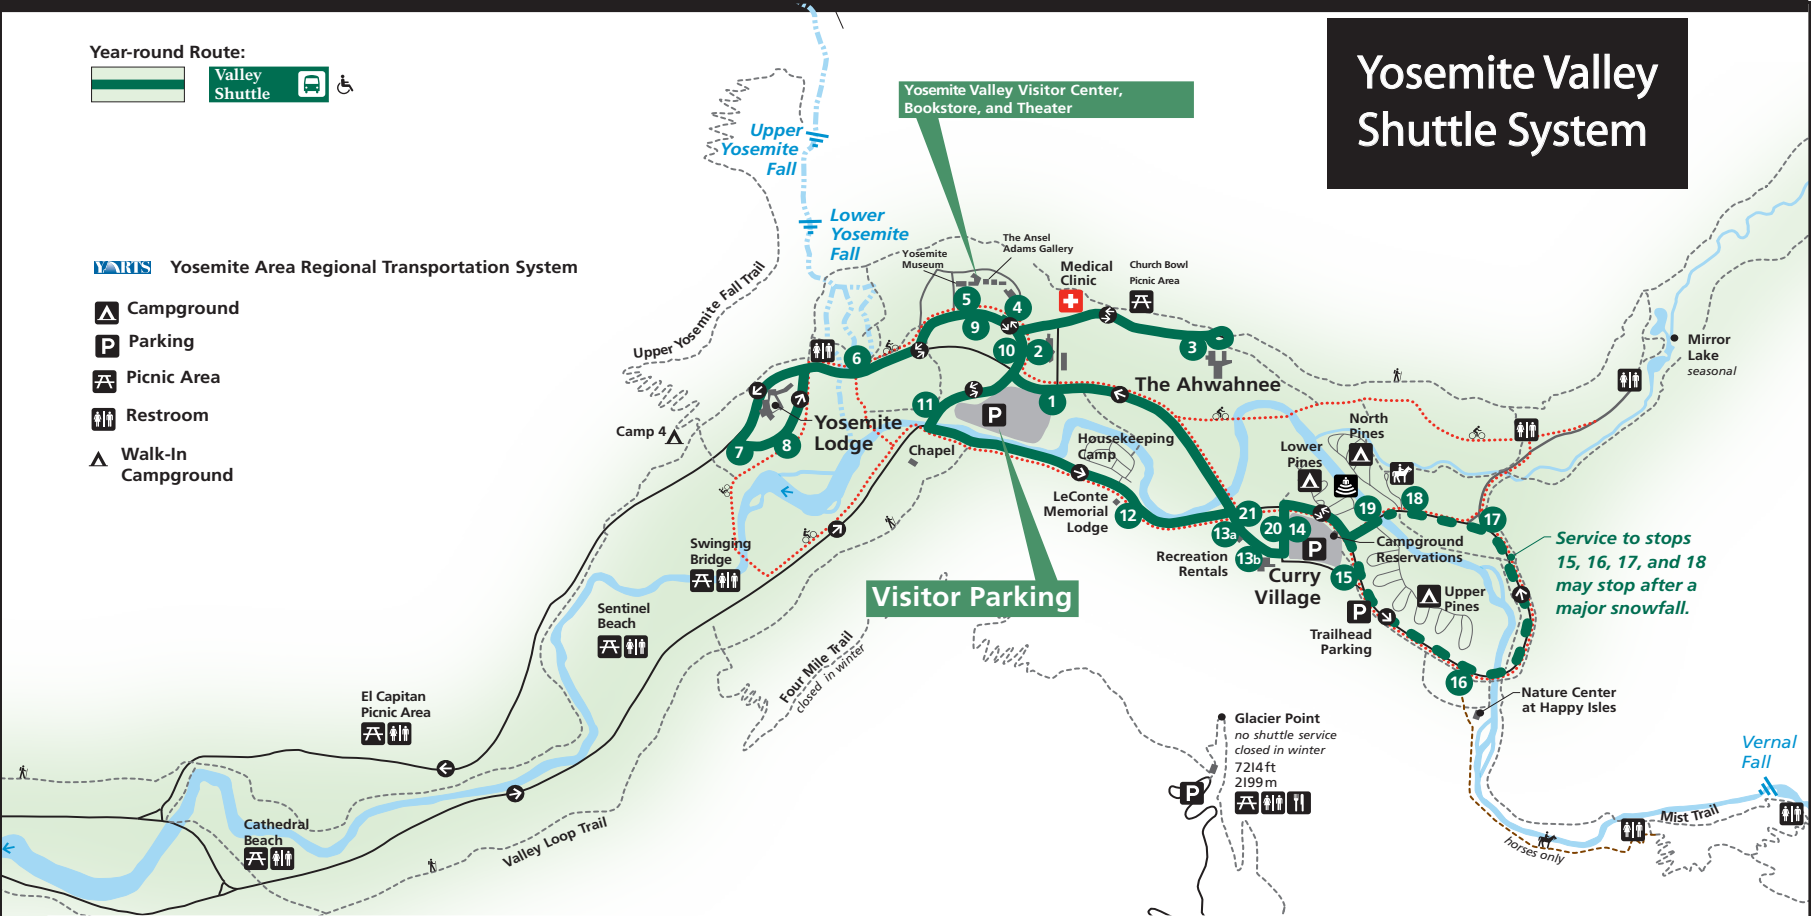 Yosemite Valley
Shuttle System
Year-round Route:
Valley
Shuttle
Yosemite Valley Visitor Center,
Bookstore, and Theater
Upper
Yosemite
Fall
Lower
Yosemite
Fall
YARTS Yosemite Area Regional Transportation System
Campground
P Parking
Picnic Area
Restroom
Walk-In
Campground
Upper Yosemite Fall Trail
Yosemite
Museum
The Ansel
Adams Gallery
Medical
Clinic
Church Bowl
Picnic Area
5
4
9
10
2
3
6
1
11
7
8
P
The Ahwahnee
Yosemite
Lodge
Camp 4
Chapel
Housekeeping
Camp
LeConte
Memorial
Lodge
12
Mirror
Lake
seasonal
North
Pines
Lower
Pines
21
20
14
19
18
17
13a
13b
P
Recreation
Rentals
Curry
Village
15
Campground
Reservations
Upper
Pines
P
Trailhead
Parking
16
Service to stops
15, 16, 17, and 18
may stop after a
major snowfall.
Nature Center
at Happy Isles
Swinging
Bridge
Visitor Parking
Sentinel
Beach
Four Mile Trail
closed in winter
El Capitan
Picnic Area
Cathedral
Beach
Valley Loop Trail
Glacier Point
no shuttle service
closed in winter
7214 ft
2199 m
P
Vernal
Fall
Mist Trail
horses only